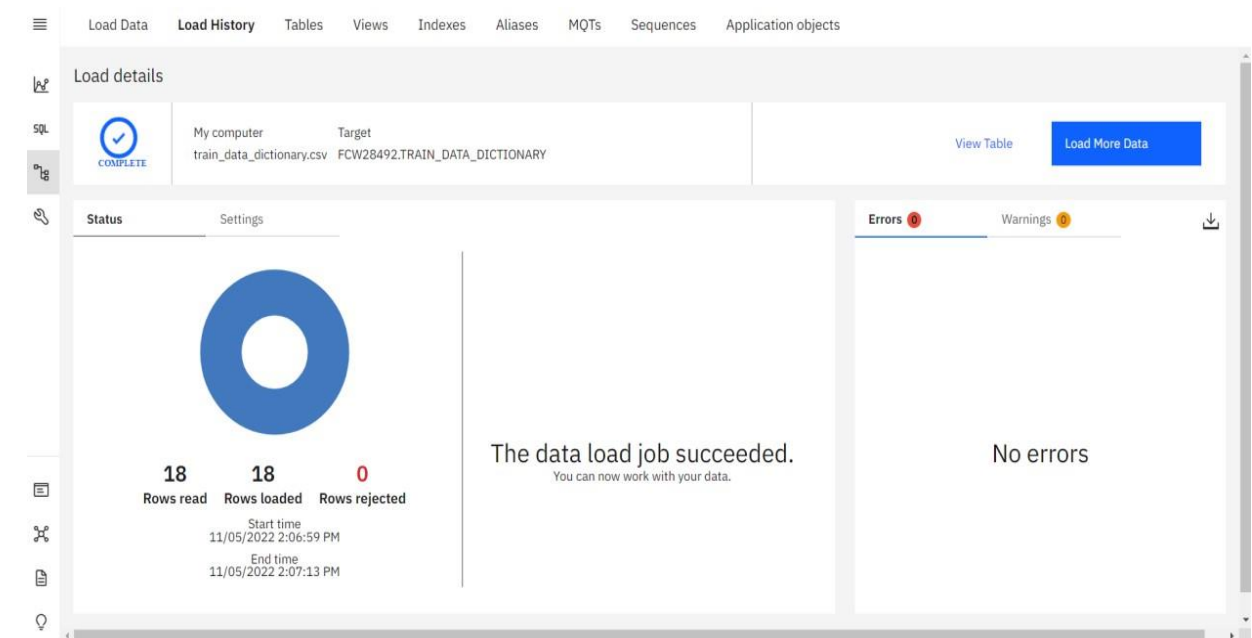 Load Data Load History Tables Views Indexes Aliases MQTs Sequences Application objects
Load details
SQL
COMPLETE
My computer Target
train_data_dictionary.csv FCW28492.TRAIN_DATA_DICTIONARY
View Table Load More Data
Status Settings
Errors 0 Warnings 0
18 18 0
Rows read Rows loaded Rows rejected
Start time
11/05/2022 2:06:59 PM
End time
11/05/2022 2:07:13 PM
The data load job succeeded.
You can now work with your data.
No errors